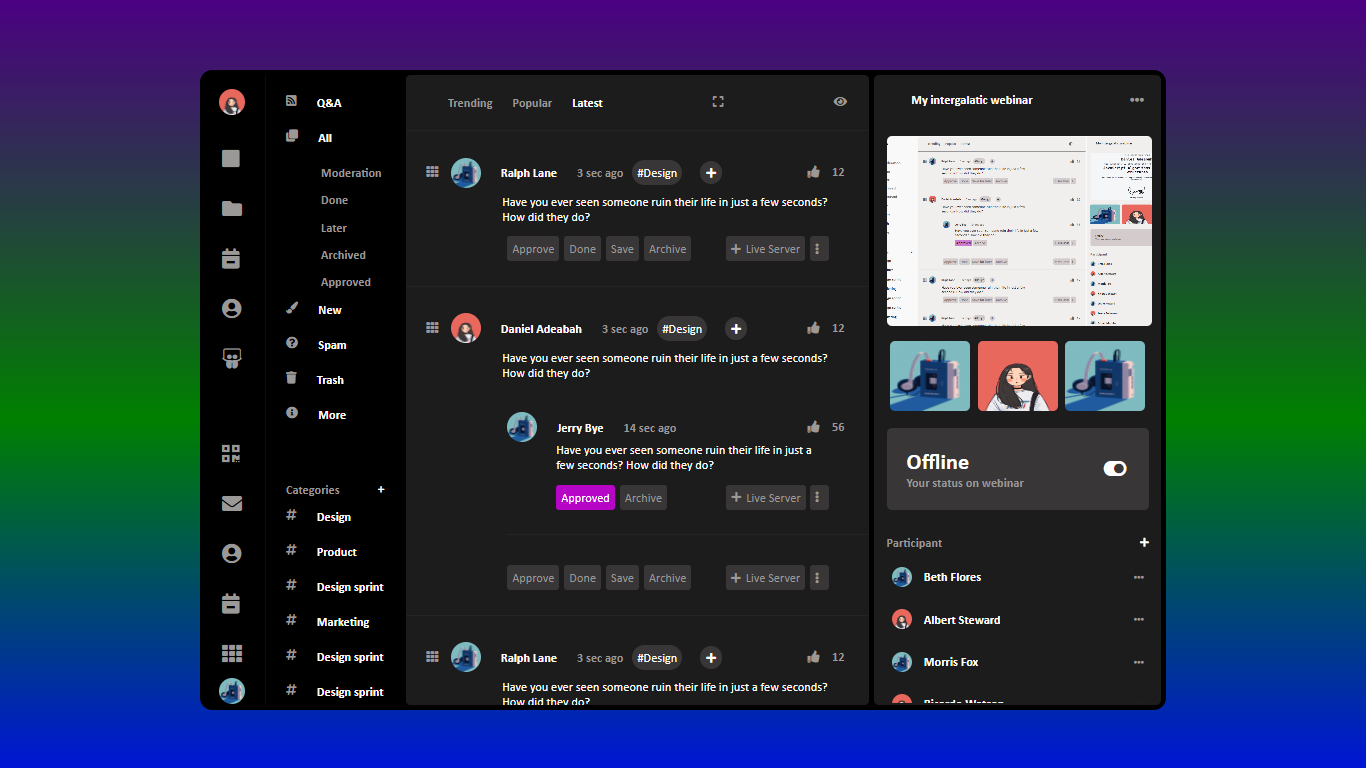 Q&A
All
Moderation
Done
Later
Archived
Approved
New
Spam
Trash
More
Categories +
# Design
# Product
# Design sprint
# Marketing
# Design sprint
# Design sprint
Trending Popular Latest
Ralph Lane 3 sec ago #Design + 12
Have you ever seen someone ruin their life in just a few seconds?
How did they do?
Approve Done Save Archive + Live Server
Daniel Adeabah 3 sec ago #Design + 12
Have you ever seen someone ruin their life in just a few seconds?
How did they do?
Jerry Bye 14 sec ago 56
Have you ever seen someone ruin their life in just a
few seconds? How did they do?
Approved Archive + Live Server
Approve Done Save Archive + Live Server
Ralph Lane 3 sec ago #Design + 12
Have you ever seen someone ruin their life in just a few seconds?
How did they do?
My intergalatic webinar
Offline
Your status on webinar
Participant +
Beth Flores
Albert Steward
Morris Fox
Ricardo Watson